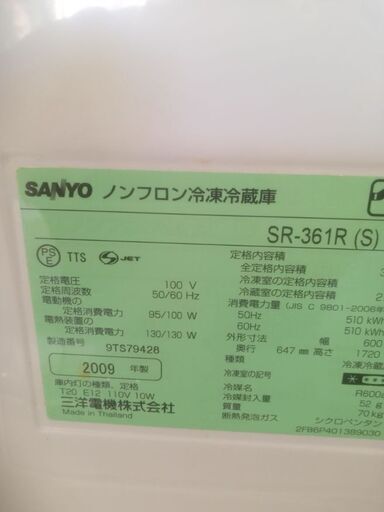 SANYO ノンフロン冷凍冷蔵庫
SR-361R (S)
PSE TTS S JET
定格電圧 100 V
定格周波数 50/60 Hz
電動機の
定格消費電力 95/100 W
電熱装置の
定格消費電力 130/130 W
製造番号 9TS79428
2009 年製
庫内灯の種類、定格
T20 E12 110V 10W
三洋電機株式会社
Made in Thailand
定格内容積
全定格内容積 3
冷凍室の定格内容積
冷蔵室の定格内容積 2
消費電力量 (JIS C 9801-2006年
50Hz 510 kWh
60Hz 510 kWh
外形寸法 幅 600
奥行 647 mm 高さ 1720
種類 冷凍冷蔵
冷凍室の記号
冷媒名 R600a
冷媒封入量 52 g
質量 70 kg
断熱発泡ガス シクロペンタン
2FB6P401389030